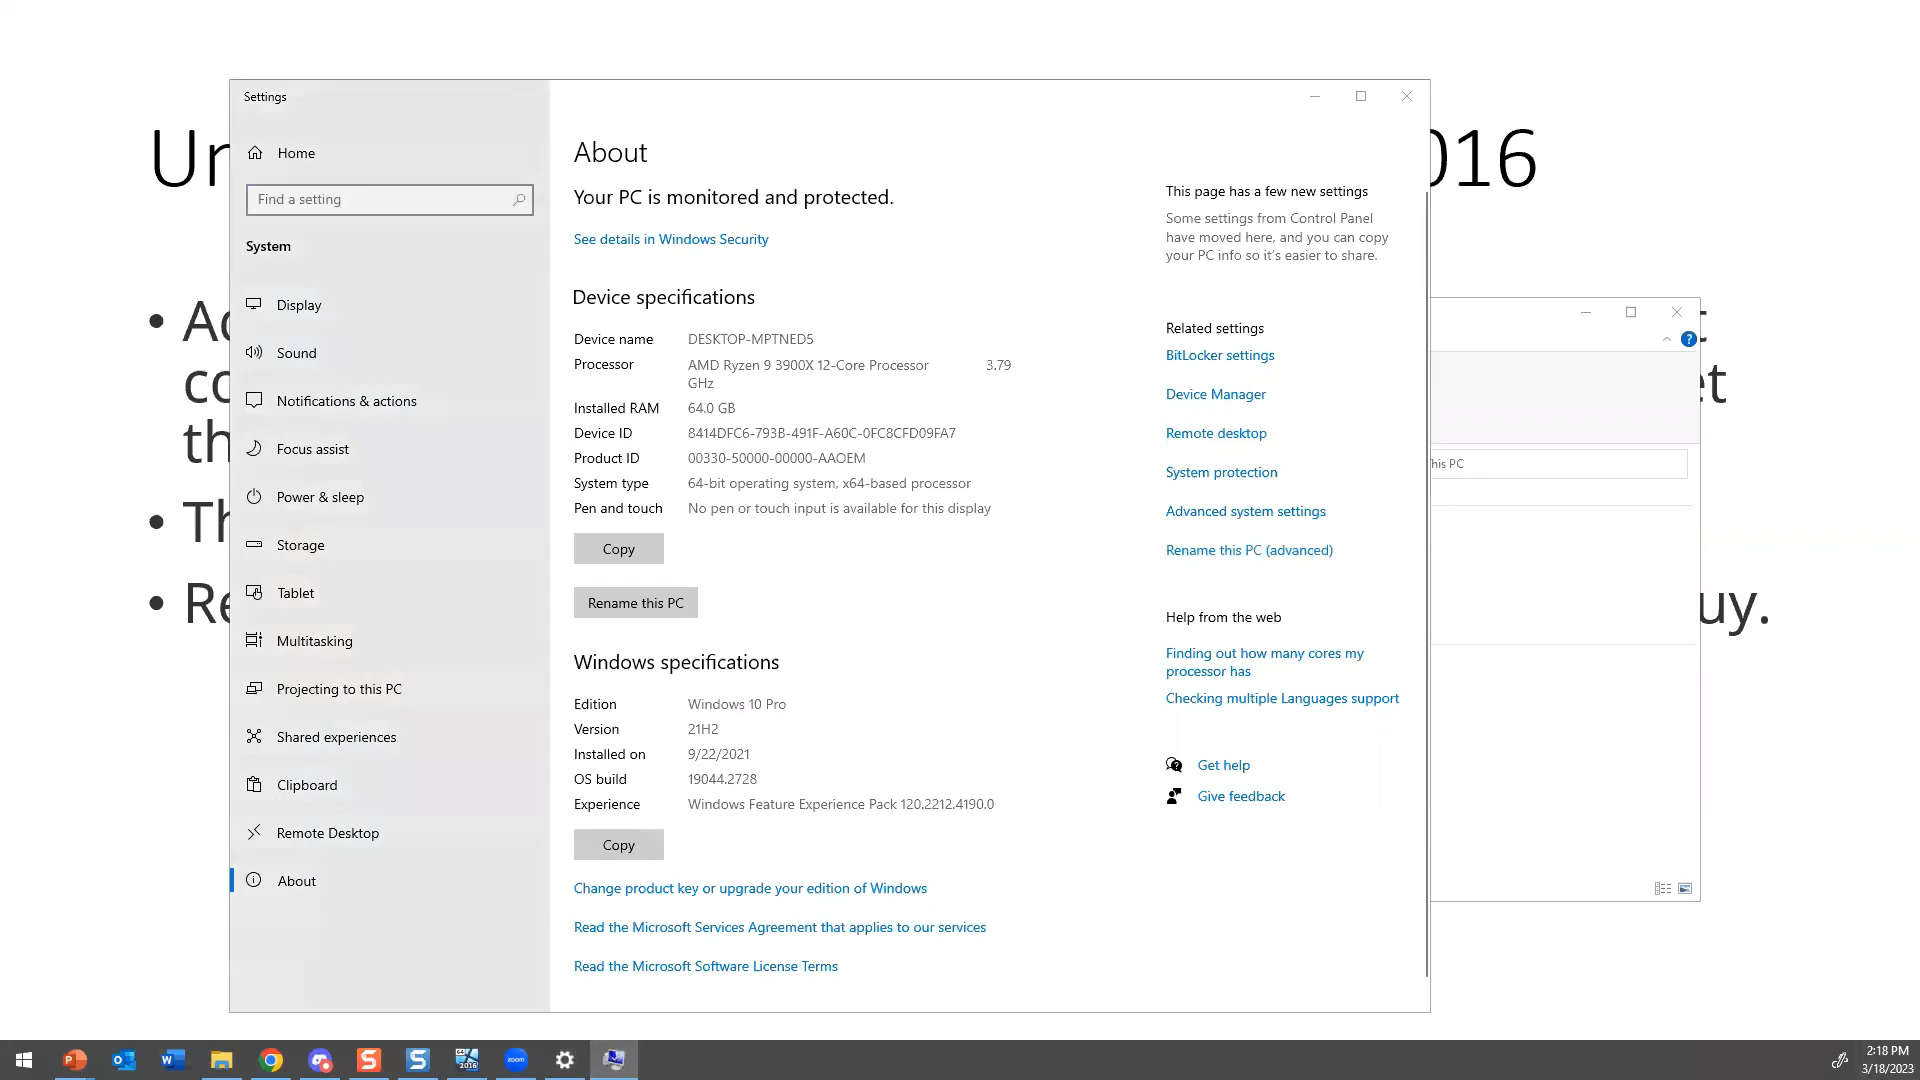 Settings
Home
Find a setting
System
Display
Sound
Notifications & actions
Focus assist
Power & sleep
Storage
Tablet
Multitasking
Projecting to this PC
Shared experiences
Clipboard
Remote Desktop
About
About
Your PC is monitored and protected.
See details in Windows Security
Device specifications
Device name DESKTOP-MPTNED5
Processor AMD Ryzen 9 3900X 12-Core Processor 3.79
GHz
Installed RAM 64.0 GB
Device ID 8414DFC6-793B-491F-A60C-0FC8CFD09FA7
Product ID 00330-50000-00000-AAOEM
System type 64-bit operating system, x64-based processor
Pen and touch No pen or touch input is available for this display
Copy
Rename this PC
Windows specifications
Edition Windows 10 Pro
Version 21H2
Installed on 9/22/2021
OS build 19044.2728
Experience Windows Feature Experience Pack 120.2212.4190.0
Copy
Change product key or upgrade your edition of Windows
Read the Microsoft Services Agreement that applies to our services
Read the Microsoft Software License Terms
This page has a few new settings
Some settings from Control Panel
have moved here, and you can copy
your PC info so it's easier to share.
Related settings
BitLocker settings
Device Manager
Remote desktop
System protection
Advanced system settings
Rename this PC (advanced)
Help from the web
Finding out how many cores my
processor has
Checking multiple Languages support
Get help
Give feedback
016
et
uy.
his PC
2016
zoom
2:18 PM
3/18/2023